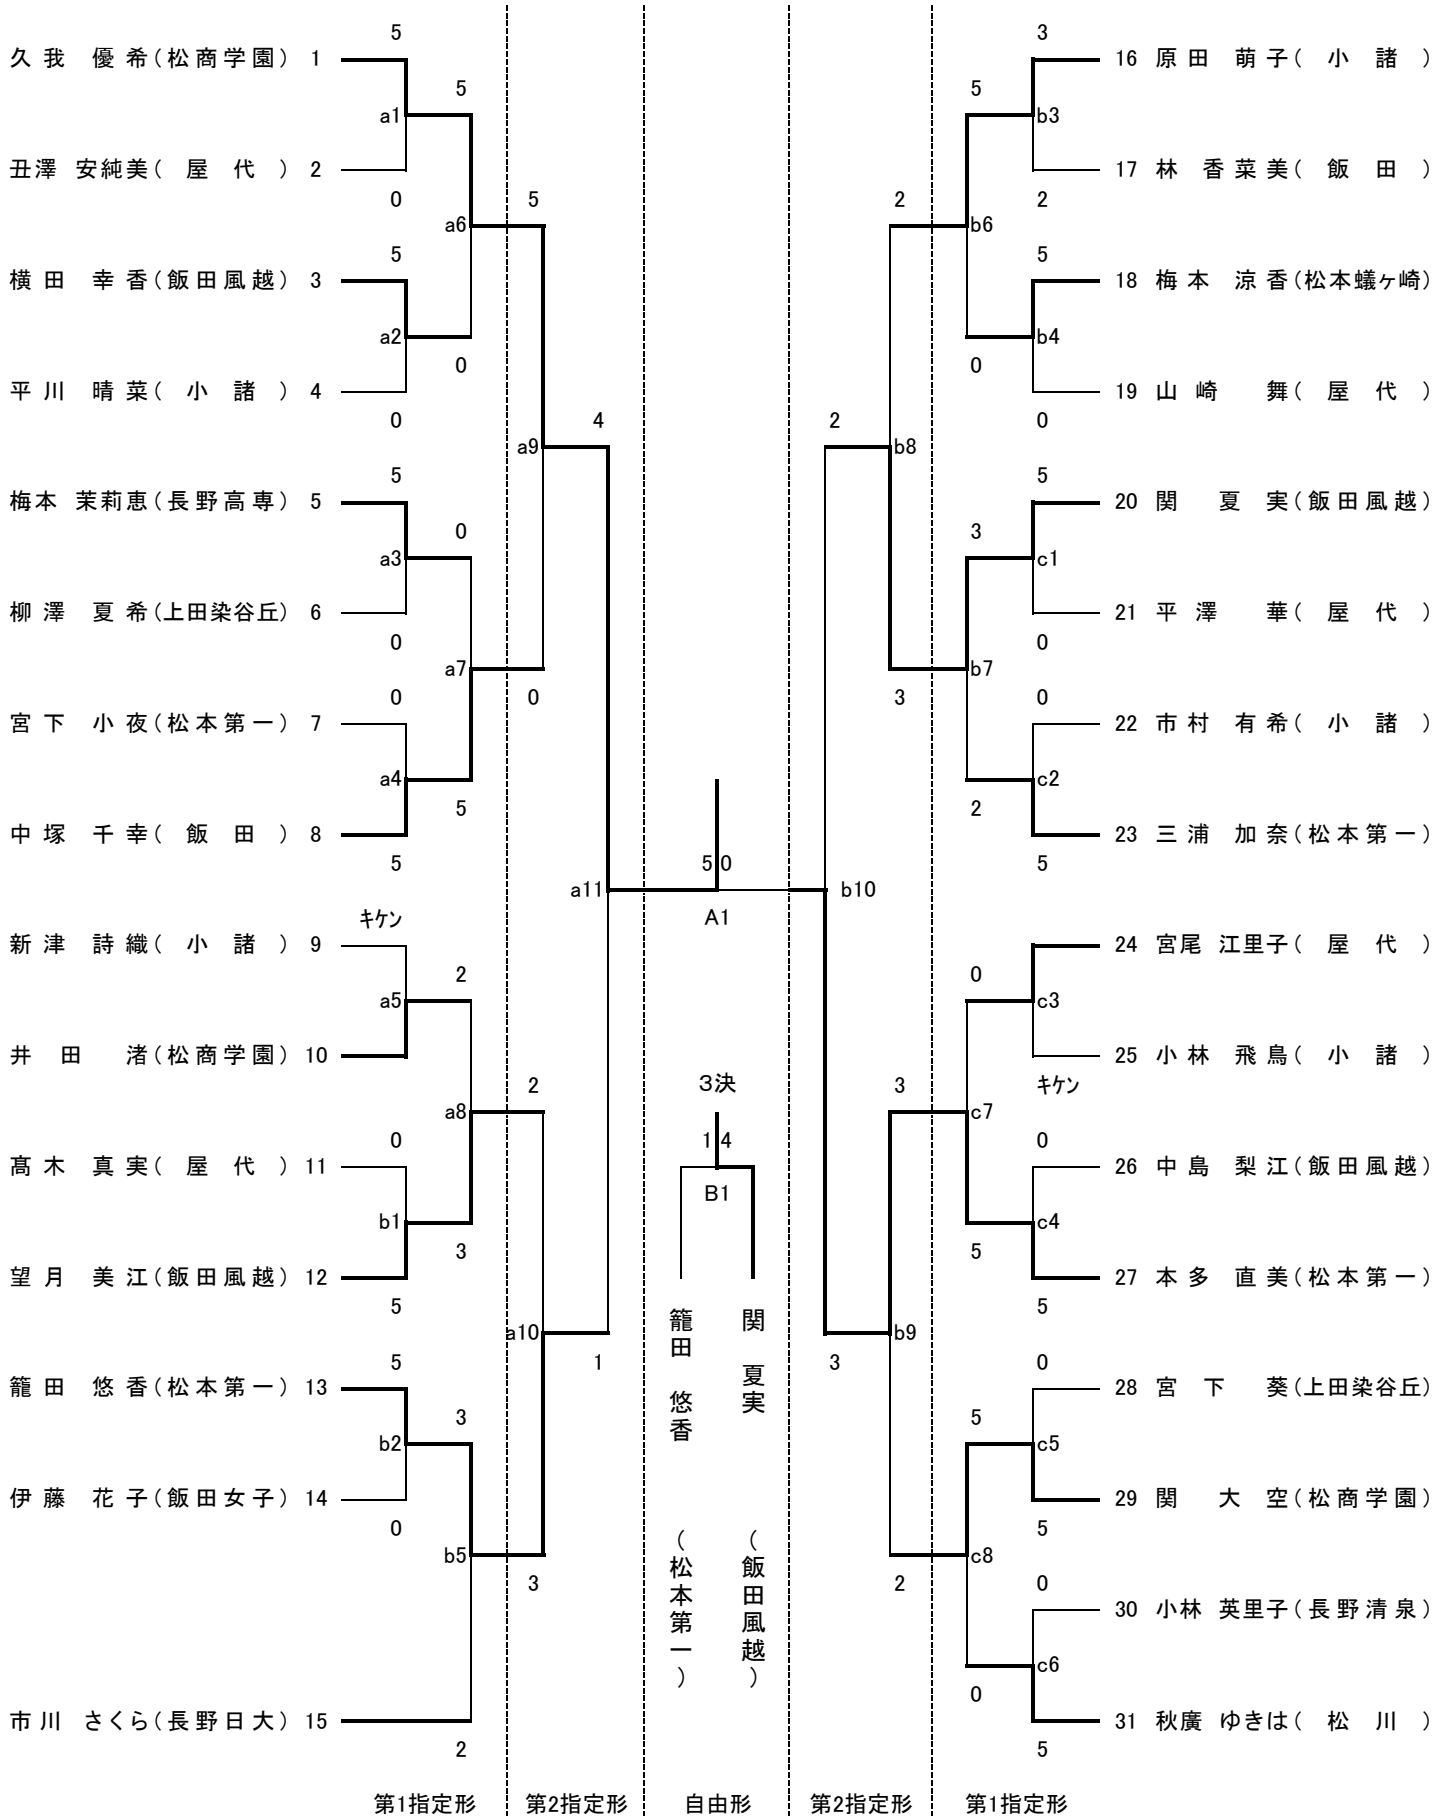 5
久我 優希(松商学園) 1
a1
5
丑澤 安純美( 屋代 ) 2
0
a6
5
5
横田 幸香(飯田風越) 3
a2
0
平川 晴菜( 小諸 ) 4
0
a9
4
5
梅本 茉莉恵(長野高専) 5
a3
0
柳澤 夏希(上田染谷丘) 6
0
a7
0
0
宮下 小夜(松本第一) 7
a4
5
中塚 千幸( 飯田 ) 8
5
a11
キケン
新津 詩織( 小諸 ) 9
a5
2
井田 渚(松商学園) 10
a8
2
0
髙木 真実( 屋代 ) 11
b1
3
望月 美江(飯田風越) 12
5
a10
1
5
籠田 悠香(松本第一) 13
b2
3
伊藤 花子(飯田女子) 14
0
b5
3
市川 さくら(長野日大) 15
2
5 0
A1
3決
1 4
B1
籠田 悠香 (松本第一)
関 夏実 (飯田風越)
3
16 原田 萌子( 小諸 )
5
b3
17 林 香菜美( 飯田 )
2
2
b6
5
18 梅本 涼香(松本蟻ヶ崎)
b4
0
19 山崎 舞( 屋代 )
0
2
b8
5
20 関 夏実(飯田風越)
3
c1
21 平澤 華( 屋代 )
0
b7
3
0
22 市村 有希( 小諸 )
c2
2
23 三浦 加奈(松本第一)
5
b10
24 宮尾 江里子( 屋代 )
0
c3
25 小林 飛鳥( 小諸 )
キケン
3
c7
0
26 中島 梨江(飯田風越)
c4
5
27 本多 直美(松本第一)
5
b9
3
0
28 宮下 葵(上田染谷丘)
5
c5
29 関 大空(松商学園)
5
c8
2
0
30 小林 英里子(長野清泉)
c6
0
31 秋廣 ゆきは( 松川 )
5
第1指定形 第2指定形 自由形 第2指定形 第1指定形